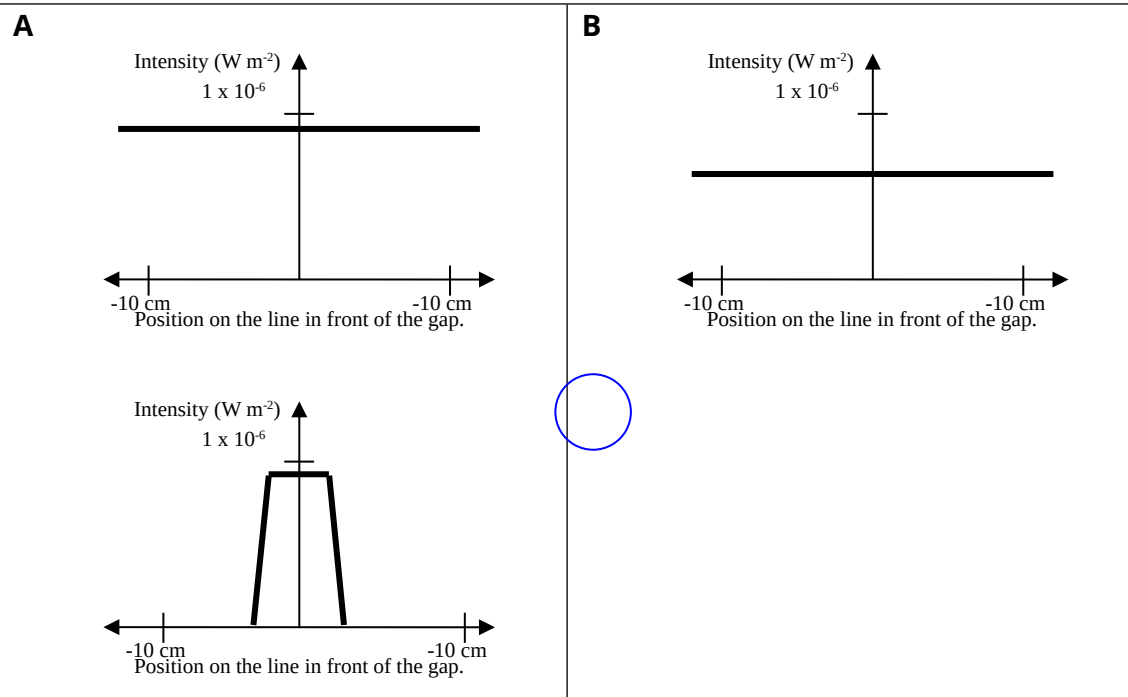 A
Intensity (W m-2)
1 x 10-6
-10 cm
-10 cm
Position on the line in front of the gap.
B
Intensity (W m-2)
1 x 10-6
-10 cm
-10 cm
Position on the line in front of the gap.
Intensity (W m-2)
1 x 10-6
-10 cm
-10 cm
Position on the line in front of the gap.